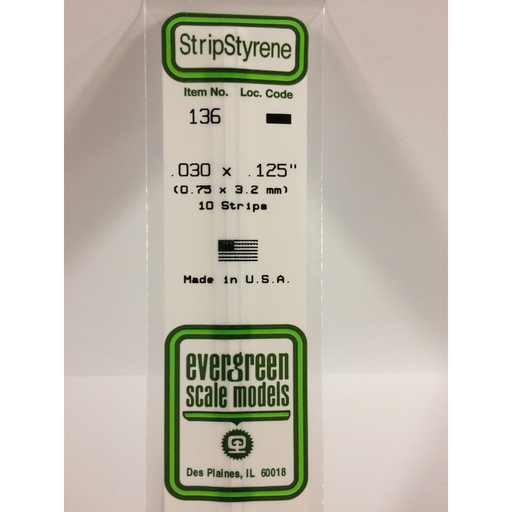 StripStyrene
Item No. Loc. Code
136
.030 x .125"
(0.75 x 3.2 mm)
10 Strips
Made in U.S.A.
evergreen
scale models
Des Plaines, IL 60018